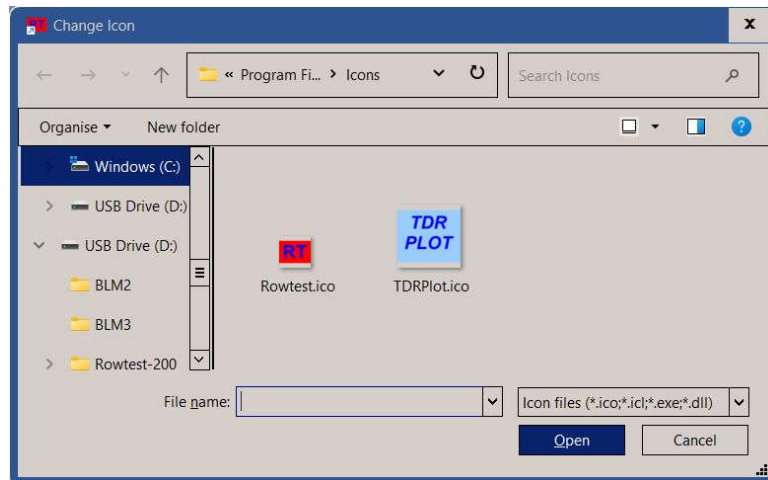 RT Change Icon x
« Program Fi... > Icons Search Icons
Organise New folder ?
Windows (C:)
USB Drive (D:)
USB Drive (D:)
BLM2
BLM3
Rowtest-200
RT
Rowtest.ico
TDR
PLOT
TDRPlot.ico
File name: Icon files (*.ico;*.icl;*.exe;*.dll)
Open Cancel